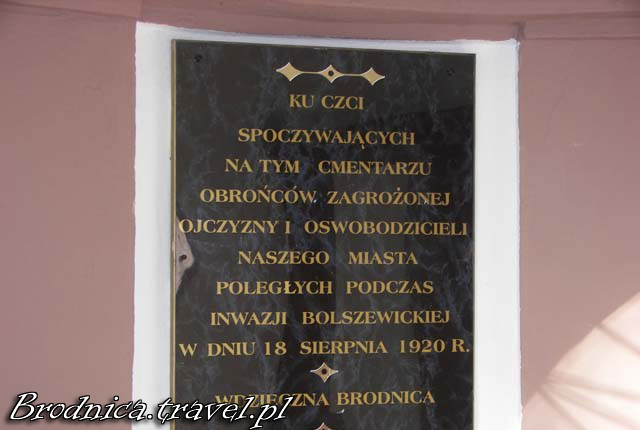 KU CZCI
SPOCZYWAJĄCYCH
NA TYM CMENTARZU
OBROŃCÓW ZAGROŻONEJ
OJCZYZNY I OSWOBODZICIELI
NASZEGO MIASTA
POLEGŁYCH PODCZAS
INWAZJI BOLSZEWICKIEJ
W DNIU 18 SIERPNIA 1920 R.
WDZIĘCZNA BRODNICA
Brodnica.travel.pl